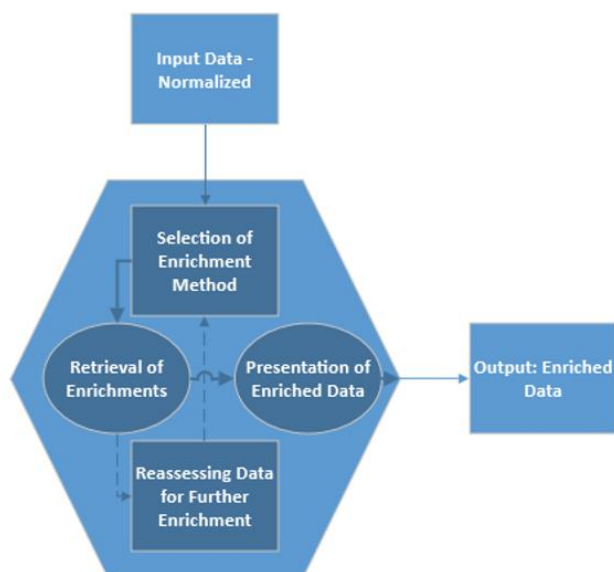 Input Data -
Normalized
Selection of
Enrichment
Method
Retrieval of
Enrichments
Presentation of
Enriched Data
Output: Enriched
Data
Reassessing Data
for Further
Enrichment